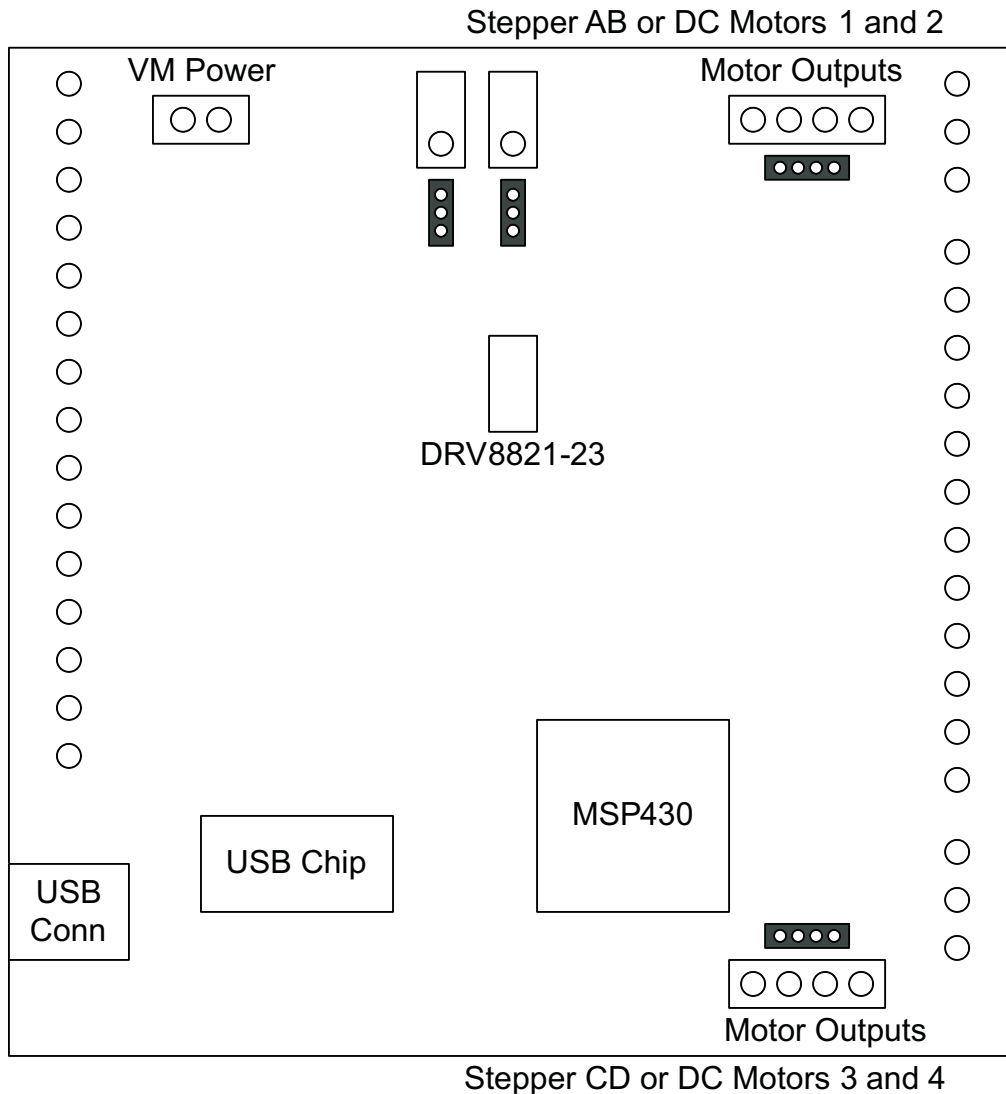 Stepper AB or DC Motors 1 and 2
VM Power
Motor Outputs
DRV8821-23
MSP430
USB Chip
USB
Conn
Motor Outputs
Stepper CD or DC Motors 3 and 4